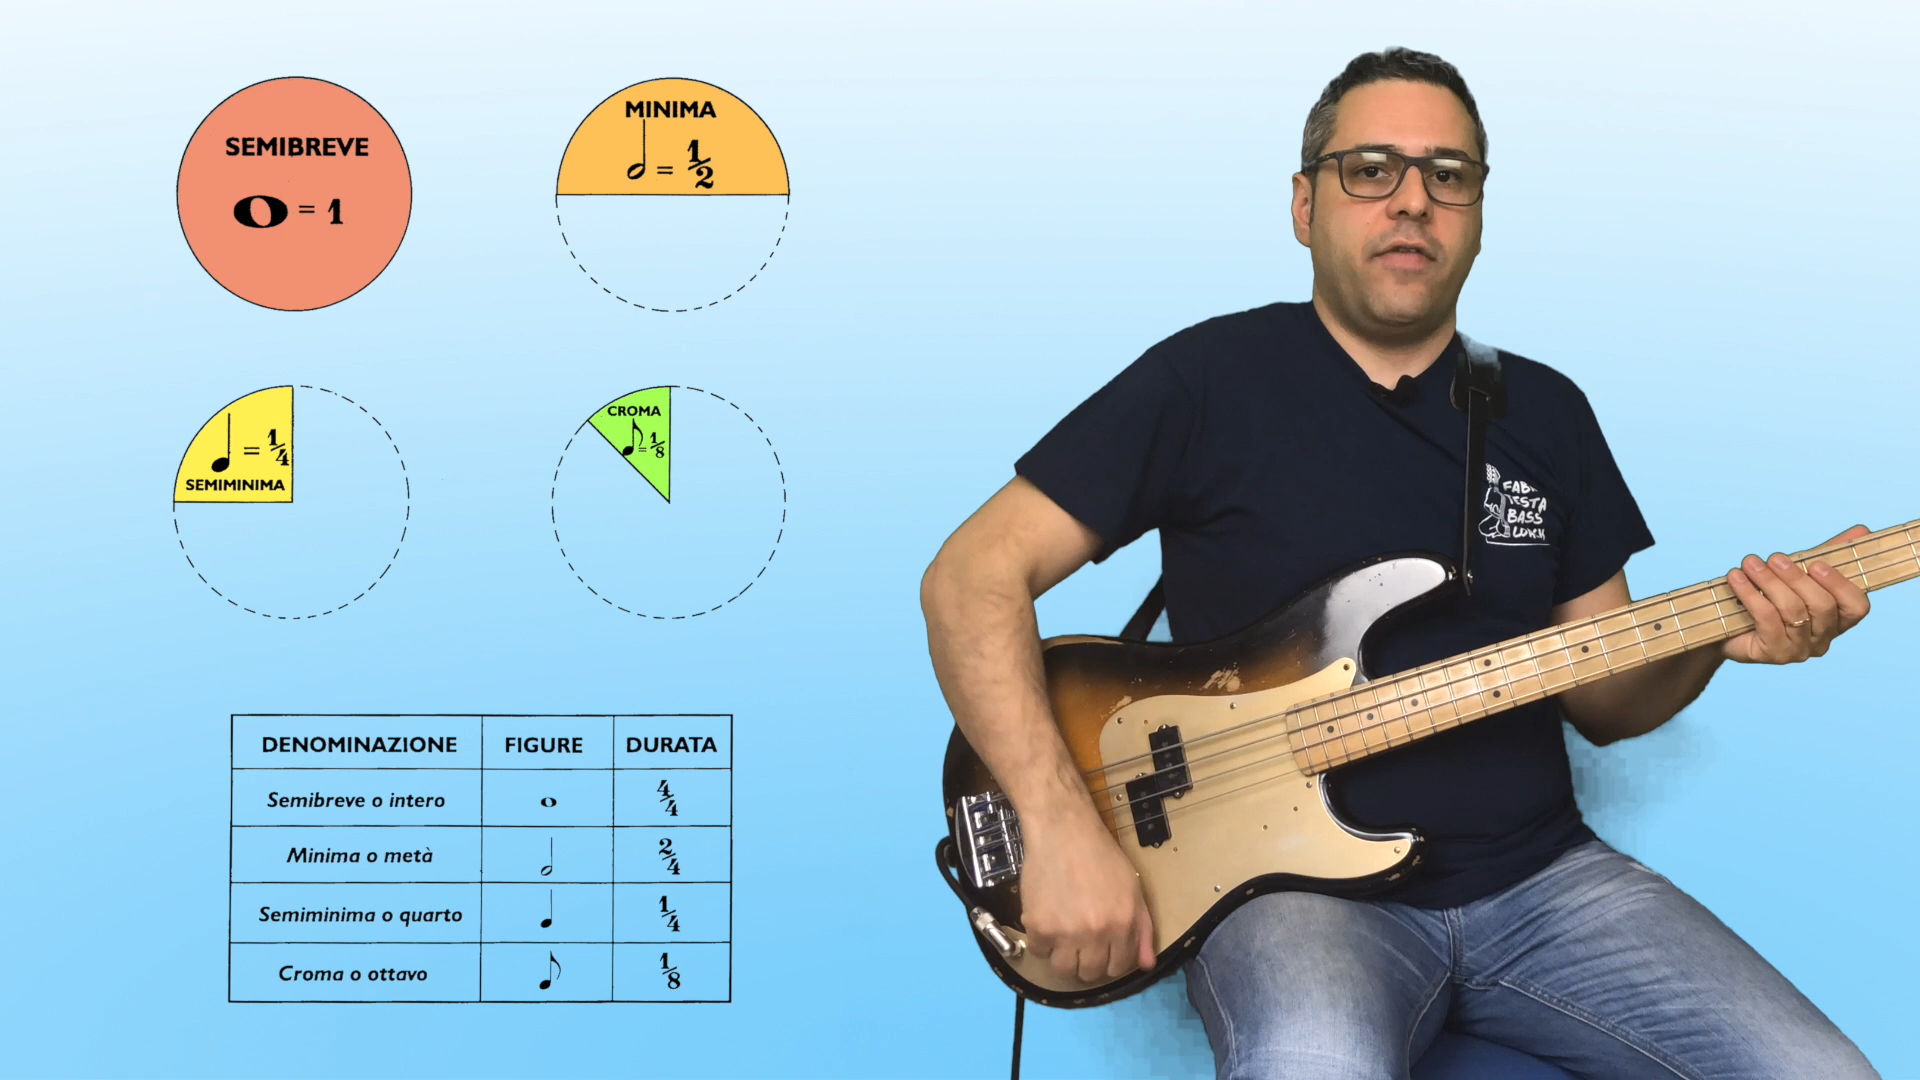 SEMIBREVE
𝅝 = 1
MINIMA
𝅗𝅥 = 1/2
♩ = 1/4
SEMIMINIMA
CROMA
♪ = 1/8
DENOMINAZIONE FIGURE DURATA
Semibreve o intero 𝅝 4/4
Minima o metà 𝅗𝅥 2/4
Semiminima o quarto ♩ 1/4
Croma o ottavo ♪ 1/8
BASS